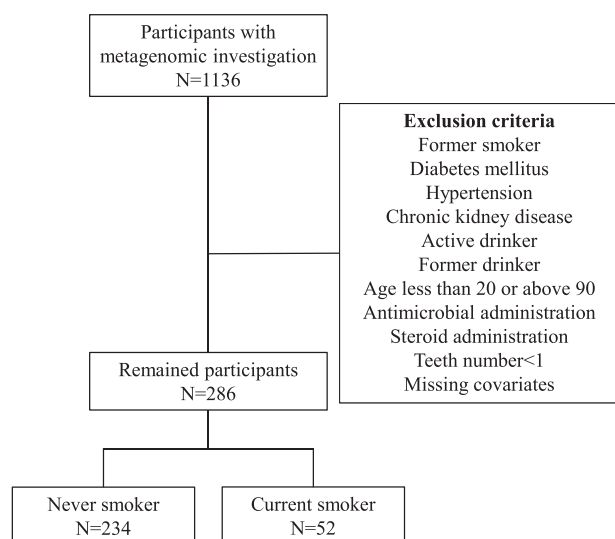 Participants with
metagenomic investigation
N=1136
Exclusion criteria
Former smoker
Diabetes mellitus
Hypertension
Chronic kidney disease
Active drinker
Former drinker
Age less than 20 or above 90
Antimicrobial administration
Steroid administration
Teeth number<1
Missing covariates
Remained participants
N=286
Never smoker
N=234
Current smoker
N=52